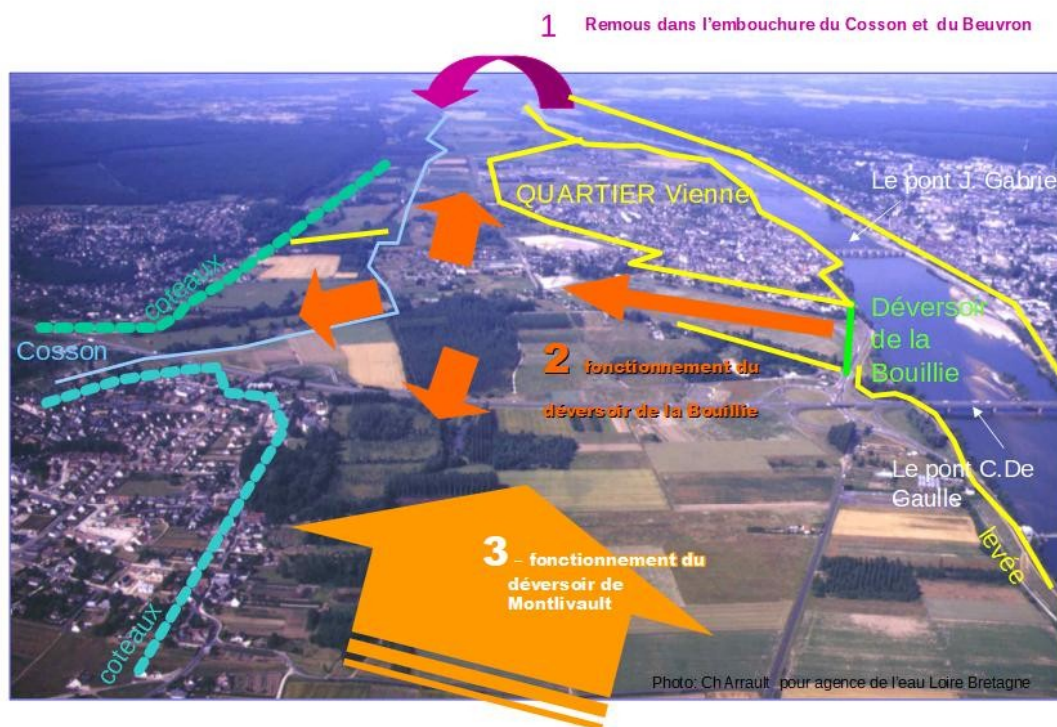 1 Remous dans l'embouchure du Cosson et du Beuvron
Le pont J. Gabrie
QUARTIER Vienne
coreaux
Déversoir
de la
Bouillie
Cosson
2 fonctionnement du
déversoir de la Bouillie
Le pont C.De
Gaulle
levée
3 – fonctionnement du
déversoir de
Montlivault
coteaux
Photo: Ch Arrault pour agence de l'eau Loire Bretagne